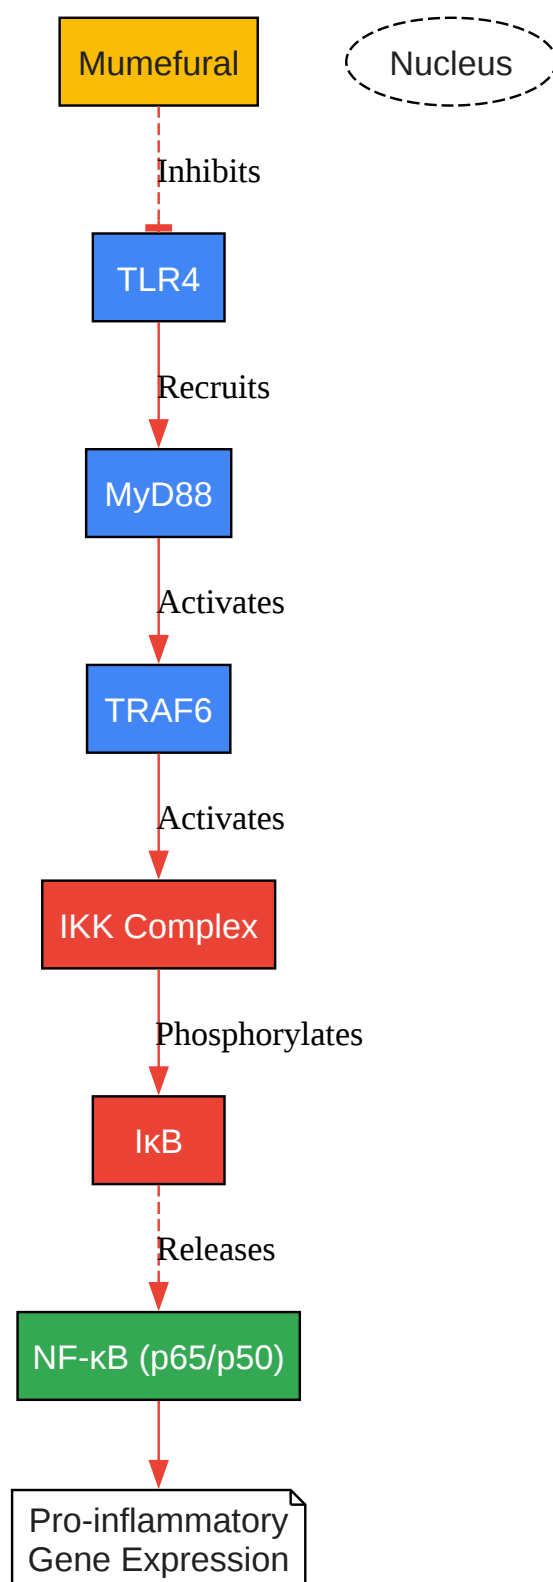 Mumefural
Nucleus
Inhibits
TLR4
Recruits
MyD88
Activates
TRAF6
Activates
IKK Complex
Phosphorylates
IκB
Releases
NF-κB (p65/p50)
Pro-inflammatory
Gene Expression